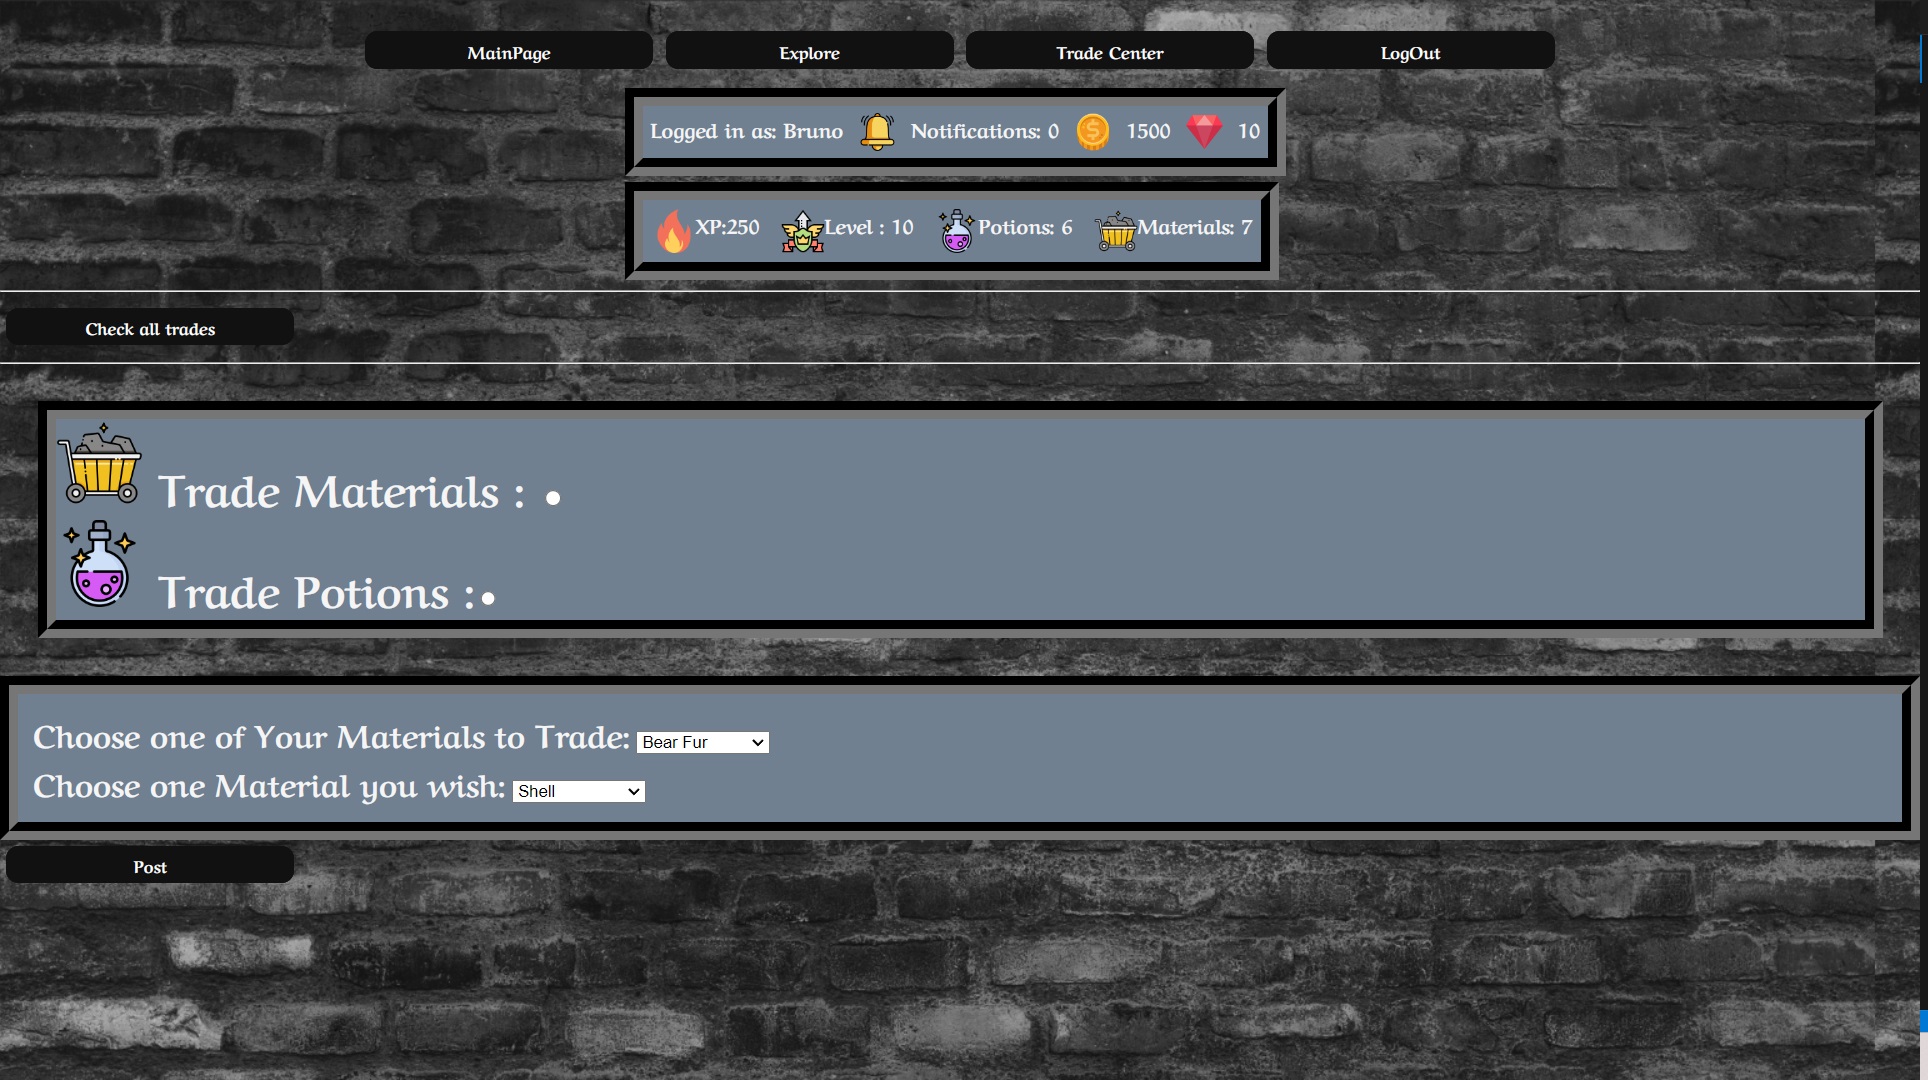 MainPage Explore Trade Center LogOut
Logged in as: Bruno Notifications: 0 1500 10
XP:250 Level : 10 Potions: 6 Materials: 7
Check all trades
Trade Materials :
Trade Potions :
Choose one of Your Materials to Trade: Bear Fur
Choose one Material you wish: Shell
Post